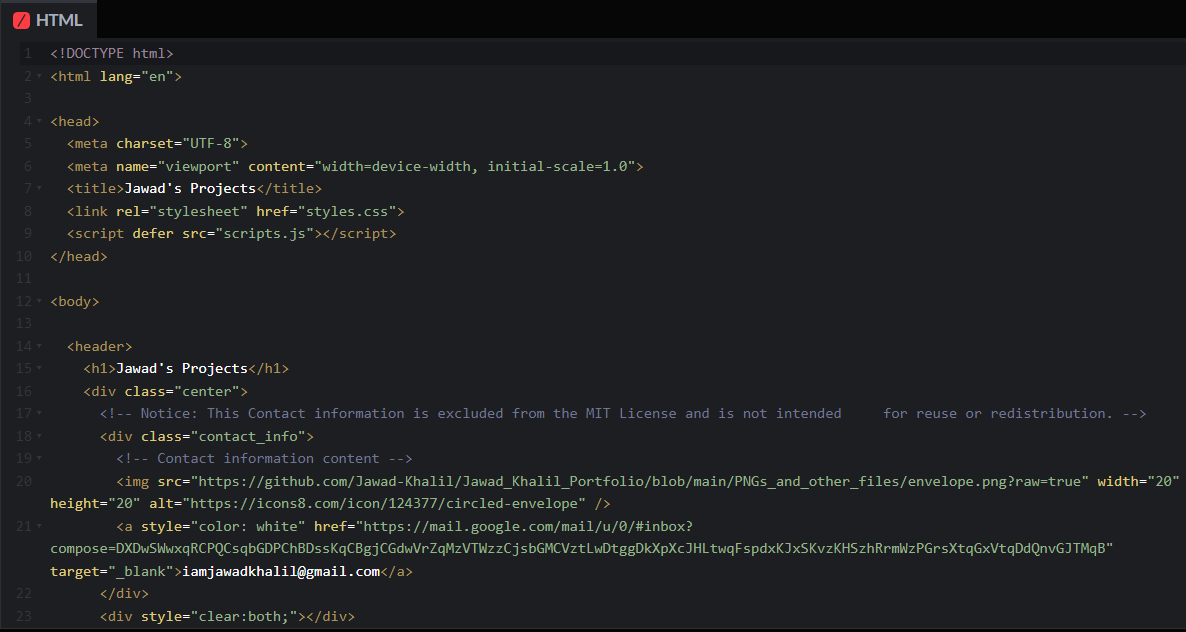 HTML
1 <!DOCTYPE html>
2 <html lang="en">
3
4 <head>
5 <meta charset="UTF-8">
6 <meta name="viewport" content="width=device-width, initial-scale=1.0">
7 <title>Jawad's Projects</title>
8 <link rel="stylesheet" href="styles.css">
9 <script defer src="scripts.js"></script>
10 </head>
11
12 <body>
13
14 <header>
15 <h1>Jawad's Projects</h1>
16 <div class="center">
17 <!-- Notice: This Contact information is excluded from the MIT License and is not intended     for reuse or redistribution. -->
18 <div class="contact_info">
19 <!-- Contact information content -->
20 <img src="https://github.com/Jawad-Khalil/Jawad_Khalil_Portfolio/blob/main/PNGs_and_other_files/envelope.png?raw=true" width="20"
height="20" alt="https://icons8.com/icon/124377/circled-envelope" />
21 <a style="color: white" href="https://mail.google.com/mail/u/0/#inbox?
compose=DXDwSWwxqRCPQCsqbGDPChBDssKqCBgjCGdwVrZqMzVTWzzCjsbGMCVztLwDtggDkXpXcJHLtwqFspdxKJxSKvzKHSzhRrmWzPGrsXtqGxVtqDdQnvGJTMqB"
target="_blank">iamjawadkhalil@gmail.com</a>
22 </div>
23 <div style="clear:both;"></div>